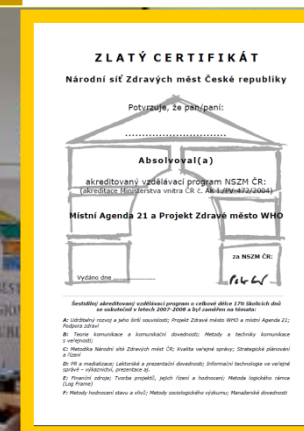 ZLATÝ CERTIFIKÁT
Národní síť Zdravých měst České republiky
Potvrzuje, že pan/paní:
..............................
Absolvoval(a)
akreditovaný vzdělávací program NSZM ČR:
(akreditace Ministerstva vnitra ČR č. AK I./PV-472/2004)
Místní Agenda 21 a Projekt Zdravé město WHO
za NSZM ČR:
Vydáno dne ..................
Šestidílný akreditovaný vzdělávací program o celkové délce 170 školicích dnů
se uskutečnil v letech 2007-2008 a byl zaměřen na témata:
A: Udržitelný rozvoj a jeho širší souvislosti; Projekt Zdravé město WHO a místní Agenda 21;
Podpora zdraví
B: Teorie komunikace a komunikační dovednosti; Metody a techniky komunikace
s veřejností;
C: Metodika Národní sítě Zdravých měst ČR; Kvalita veřejné správy; Strategické plánování
a řízení
D: PR a medializace; Lektorské a prezentační dovednosti; Informační technologie ve veřejné
správě - výkaznictví, prezentace aj.
E: Finanční zdroje; Tvorba projektů, jejich řízení a hodnocení; Metoda logického rámce
(Log Frame)
F: Metody hodnocení stavu a vlivů; Metody sociologického výzkumu; Manažerské dovednosti